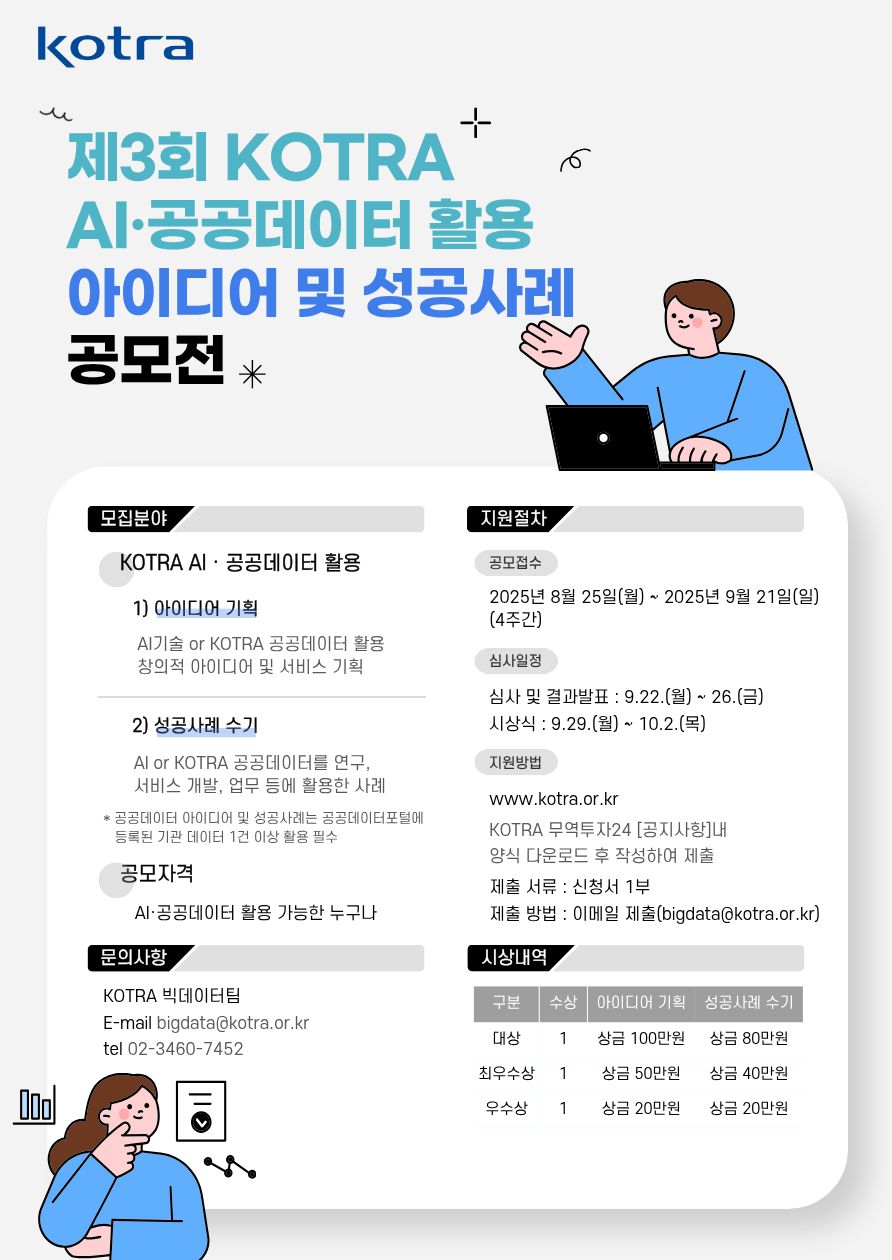 kotra
제3회 KOTRA
AI·공공데이터 활용
아이디어 및 성공사례
공모전
모집분야
KOTRA AI · 공공데이터 활용
1) 아이디어 기획
AI기술 or KOTRA 공공데이터 활용
창의적 아이디어 및 서비스 기획
2) 성공사례 수기
AI or KOTRA 공공데이터를 연구,
서비스 개발, 업무 등에 활용한 사례
* 공공데이터 아이디어 및 성공사례는 공공데이터포털에
등록된 기관 데이터 1건 이상 활용 필수
공모자격
AI·공공데이터 활용 가능한 누구나
문의사항
KOTRA 빅데이터팀
E-mail bigdata@kotra.or.kr
tel 02-3460-7452
지원절차
공모접수
2025년 8월 25일(월) ~ 2025년 9월 21일(일)
(4주간)
심사일정
심사 및 결과발표 : 9.22.(월) ~ 26.(금)
시상식 : 9.29.(월) ~ 10.2.(목)
지원방법
www.kotra.or.kr
KOTRA 무역투자24 [공지사항]내
양식 다운로드 후 작성하여 제출
제출 서류 : 신청서 1부
제출 방법 : 이메일 제출(bigdata@kotra.or.kr)
시상내역
구분 수상 아이디어 기획 성공사례 수기
대상 1 상금 100만원 상금 80만원
최우수상 1 상금 50만원 상금 40만원
우수상 1 상금 20만원 상금 20만원